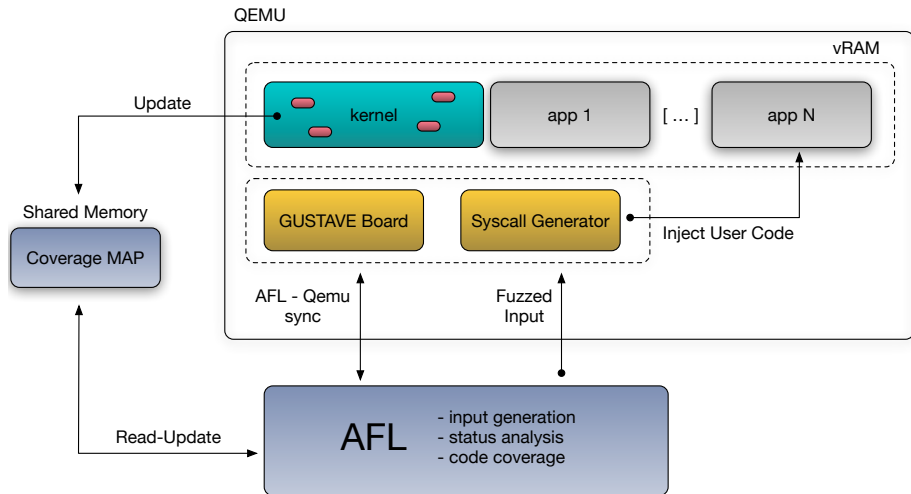 QEMU
vRAM
Update
kernel
app 1
[ ... ]
app N
Shared Memory
Coverage MAP
GUSTAVE Board
Syscall Generator
Inject User Code
AFL - Qemu
sync
Fuzzed
Input
Read-Update
AFL
- input generation
- status analysis
- code coverage